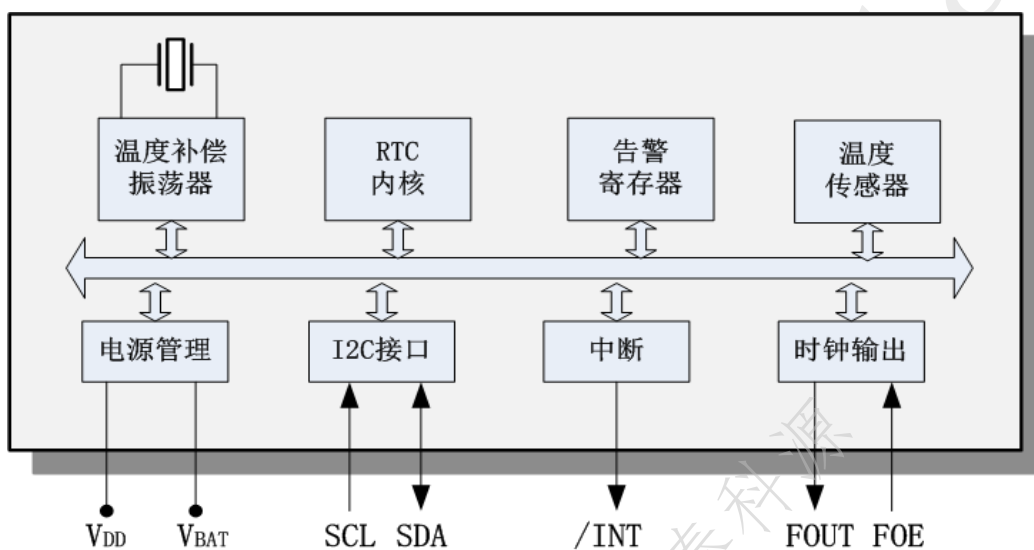 温度补偿
振荡器
RTC
内核
告警
寄存器
温度
传感器
电源管理
I2C接口
中断
时钟输出
VDD VBAT SCL SDA /INT FOUT FOE
科源